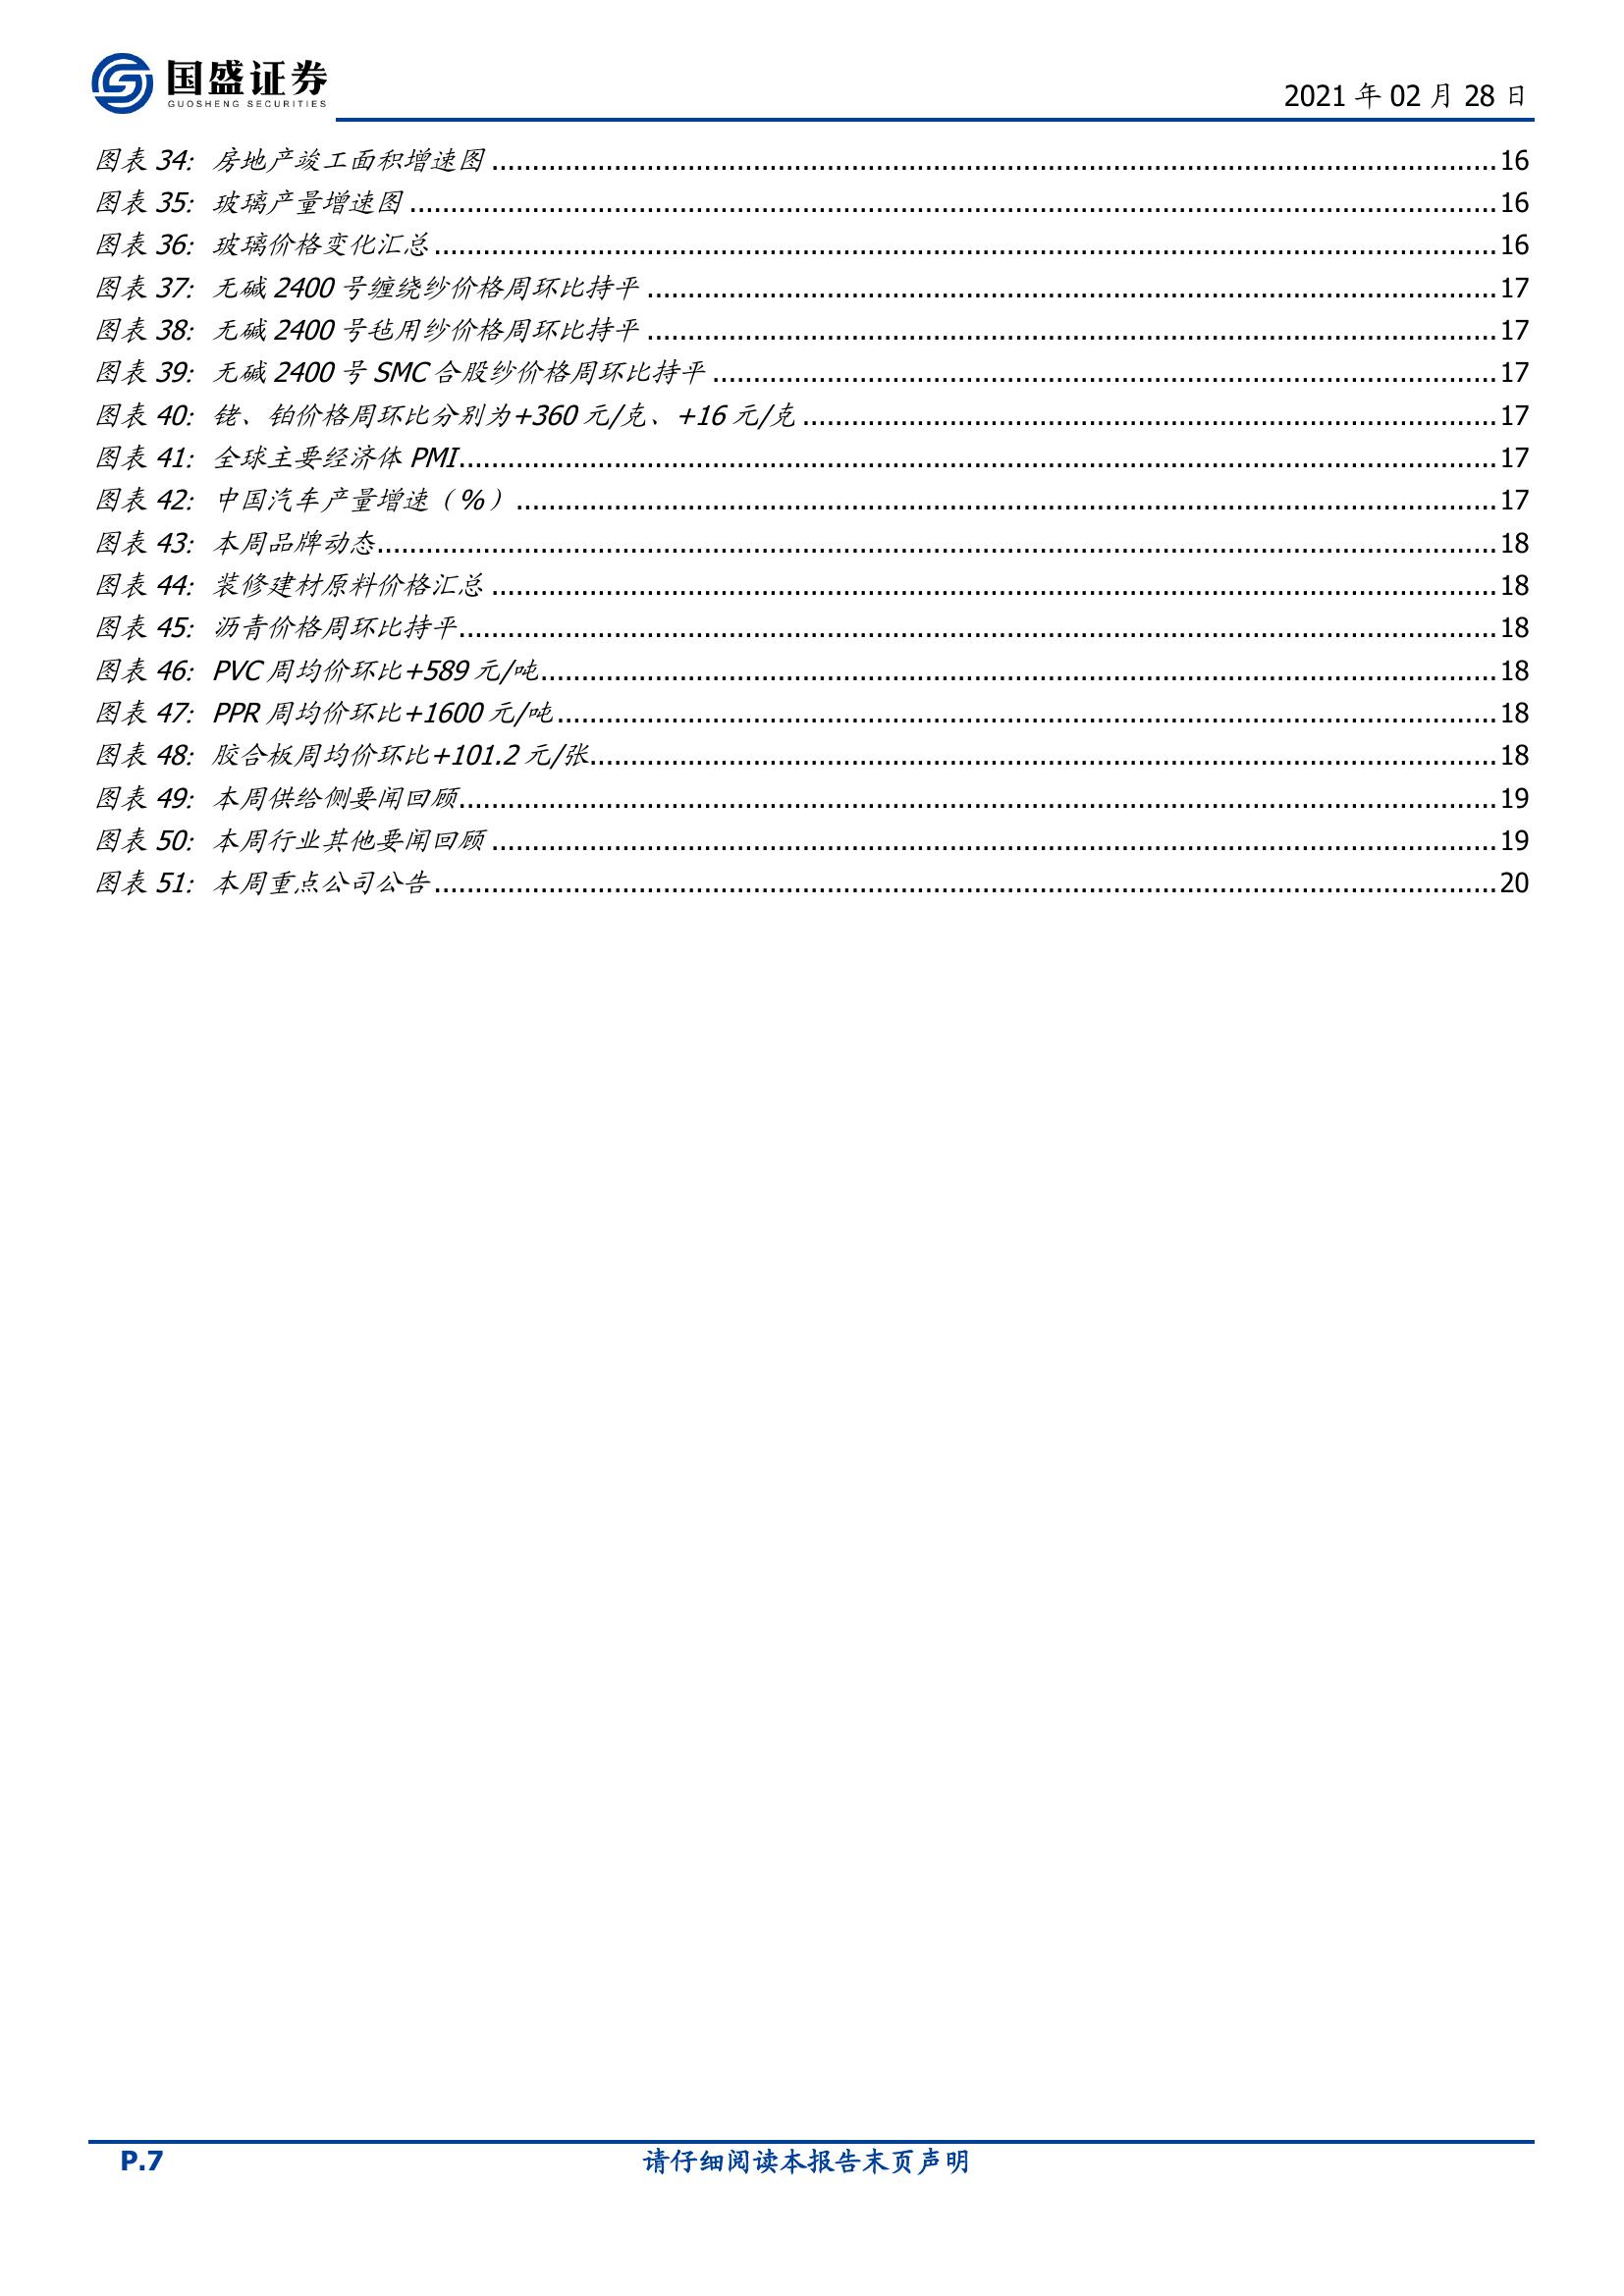 国盛证券
GUOSHENG SECURITIES
2021 年 02 月 28 日
图表 34: 房地产竣工面积增速图 ........ 16
图表 35: 玻璃产量增速图 ........ 16
图表 36: 玻璃价格变化汇总 ........ 16
图表 37: 无碱 2400 号缠绕纱价格周环比持平 ........ 17
图表 38: 无碱 2400 号毡用纱价格周环比持平 ........ 17
图表 39: 无碱 2400 号 SMC 合股纱价格周环比持平 ........ 17
图表 40: 铑、铂价格周环比分别为+360 元/克、+16 元/克 ........ 17
图表 41: 全球主要经济体 PMI ........ 17
图表 42: 中国汽车产量增速（%） ........ 17
图表 43: 本周品牌动态 ........ 18
图表 44: 装修建材原料价格汇总 ........ 18
图表 45: 沥青价格周环比持平 ........ 18
图表 46: PVC 周均价环比+589 元/吨 ........ 18
图表 47: PPR 周均价环比+1600 元/吨 ........ 18
图表 48: 胶合板周均价环比+101.2 元/张 ........ 18
图表 49: 本周供给侧要闻回顾 ........ 19
图表 50: 本周行业其他要闻回顾 ........ 19
图表 51: 本周重点公司公告 ........ 20
P.7
请仔细阅读本报告末页声明